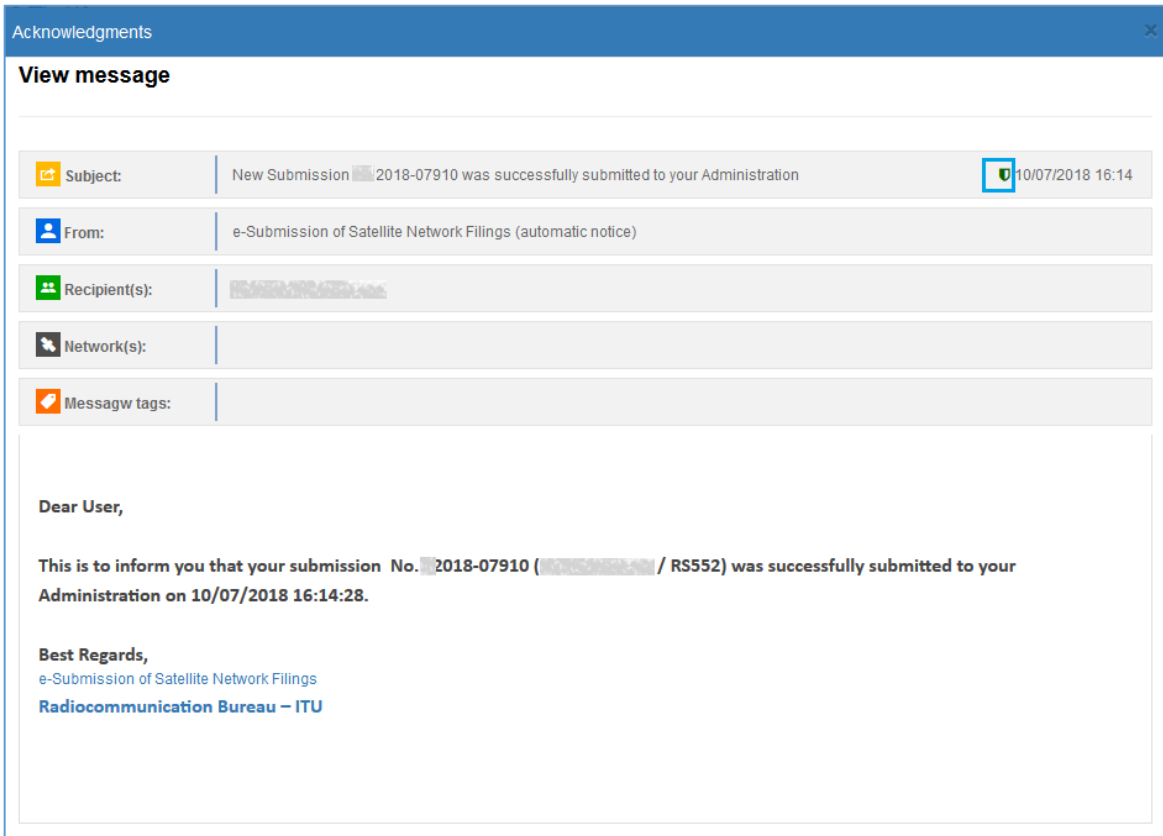 Acknowledgments
View message
Subject: New Submission 2018-07910 was successfully submitted to your Administration 10/07/2018 16:14
From: e-Submission of Satellite Network Filings (automatic notice)
Recipient(s):
Network(s):
Messagw tags:
Dear User,
This is to inform you that your submission No. 2018-07910 ( / RS552) was successfully submitted to your
Administration on 10/07/2018 16:14:28.
Best Regards,
e-Submission of Satellite Network Filings
Radiocommunication Bureau – ITU